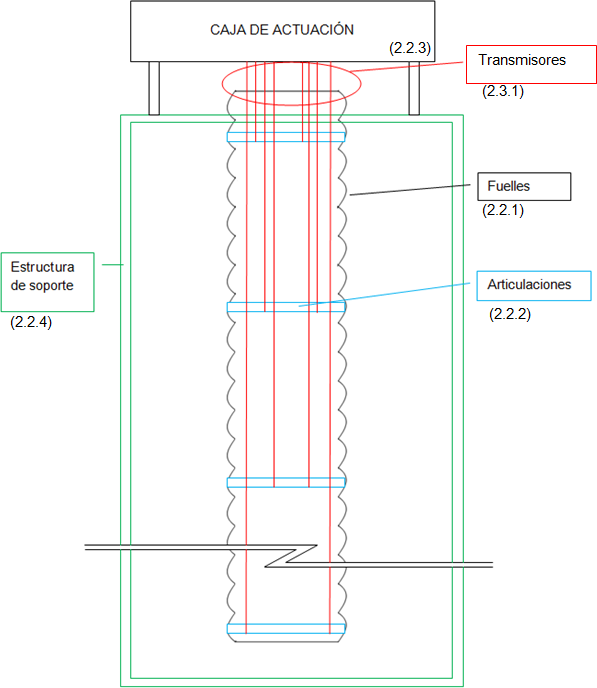 CAJA DE ACTUACIÓN
(2.2.3)
Transmisores
(2.3.1)
Fuelles
(2.2.1)
Estructura
de soporte
(2.2.4)
Articulaciones
(2.2.2)